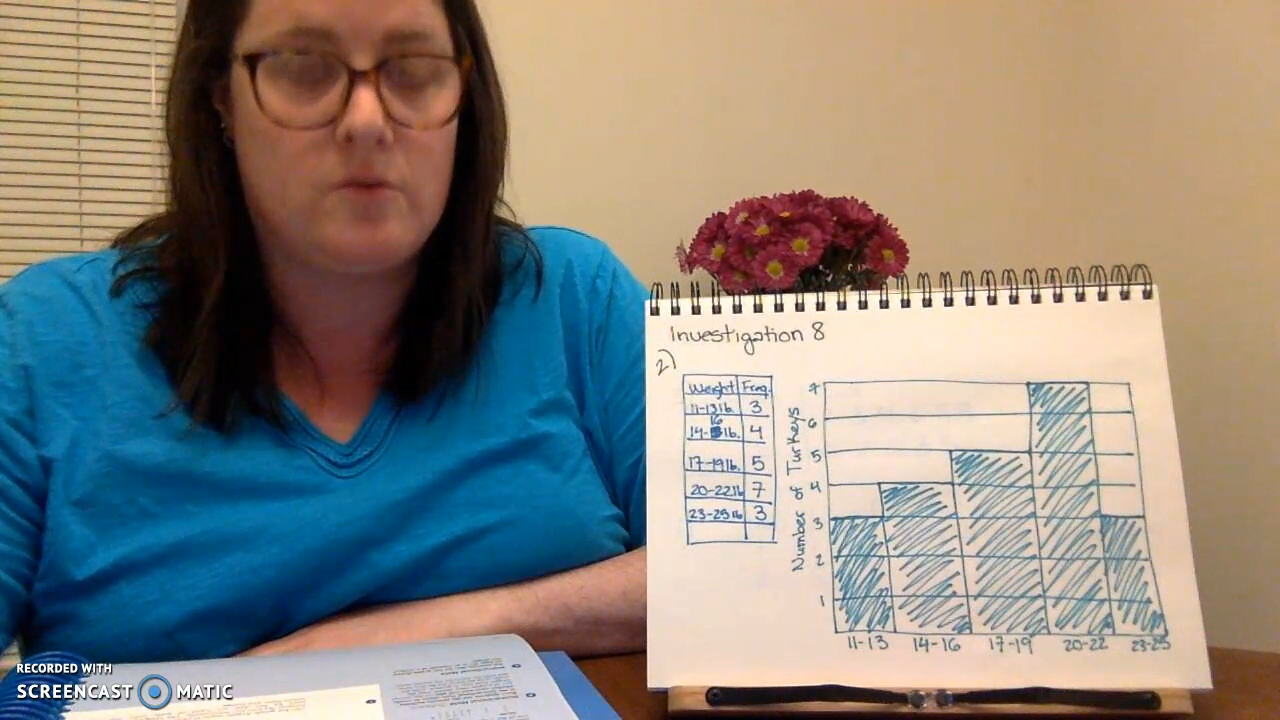 Investigation 8
2)
Weight Freq.
11-13lb. 3
14-16lb. 4
17-19lb. 5
20-22lb 7
23-25lb 3
Number of Turkeys
7
6
5
4
3
2
1
11-13 14-16 17-19 20-22 23-25
RECORDED WITH
SCREENCAST MATIC